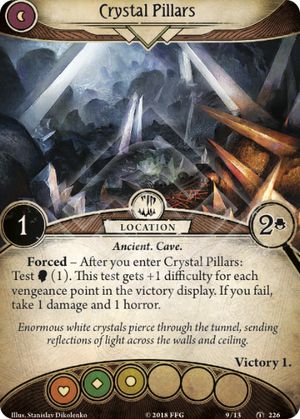 Crystal Pillars
1
LOCATION
2
Ancient. Cave.
Forced – After you enter Crystal Pillars:
Test (1). This test gets +1 difficulty for each
vengeance point in the victory display. If you fail,
take 1 damage and 1 horror.
Enormous white crystals pierce through the tunnel, sending
reflections of light across the walls and ceiling.
Victory 1.
Illus. Stanislav Dikolenko
© 2018 FFG
9/13
226